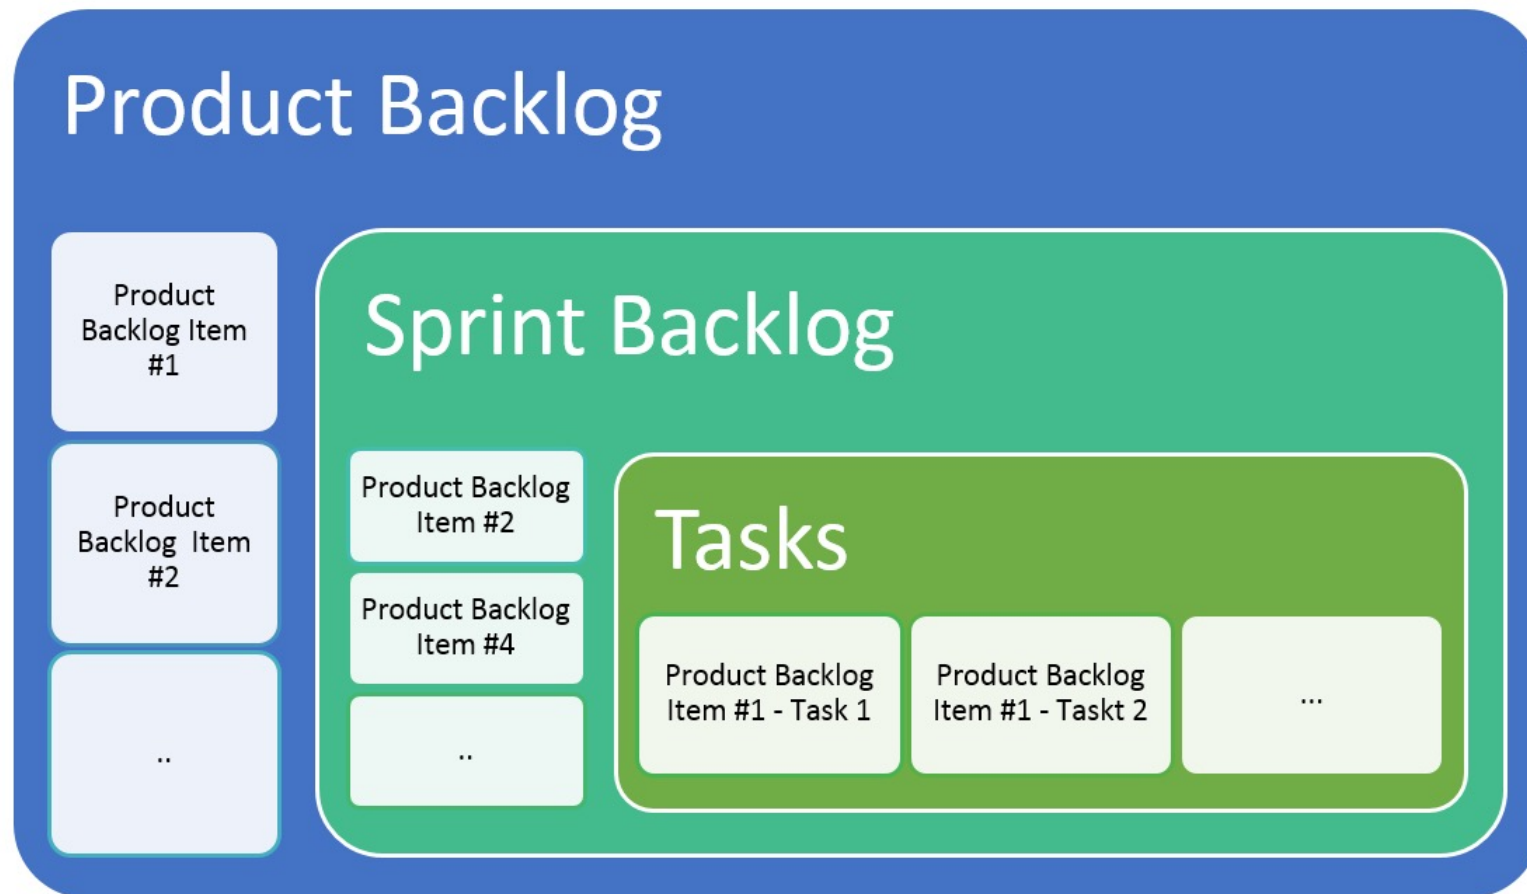 Product Backlog
Product
Backlog Item
#1
Product
Backlog  Item
#2
..
Sprint Backlog
Product Backlog
Item #2
Product Backlog
Item #4
..
Tasks
Product Backlog
Item #1 - Task 1
Product Backlog
Item #1 - Taskt 2
...